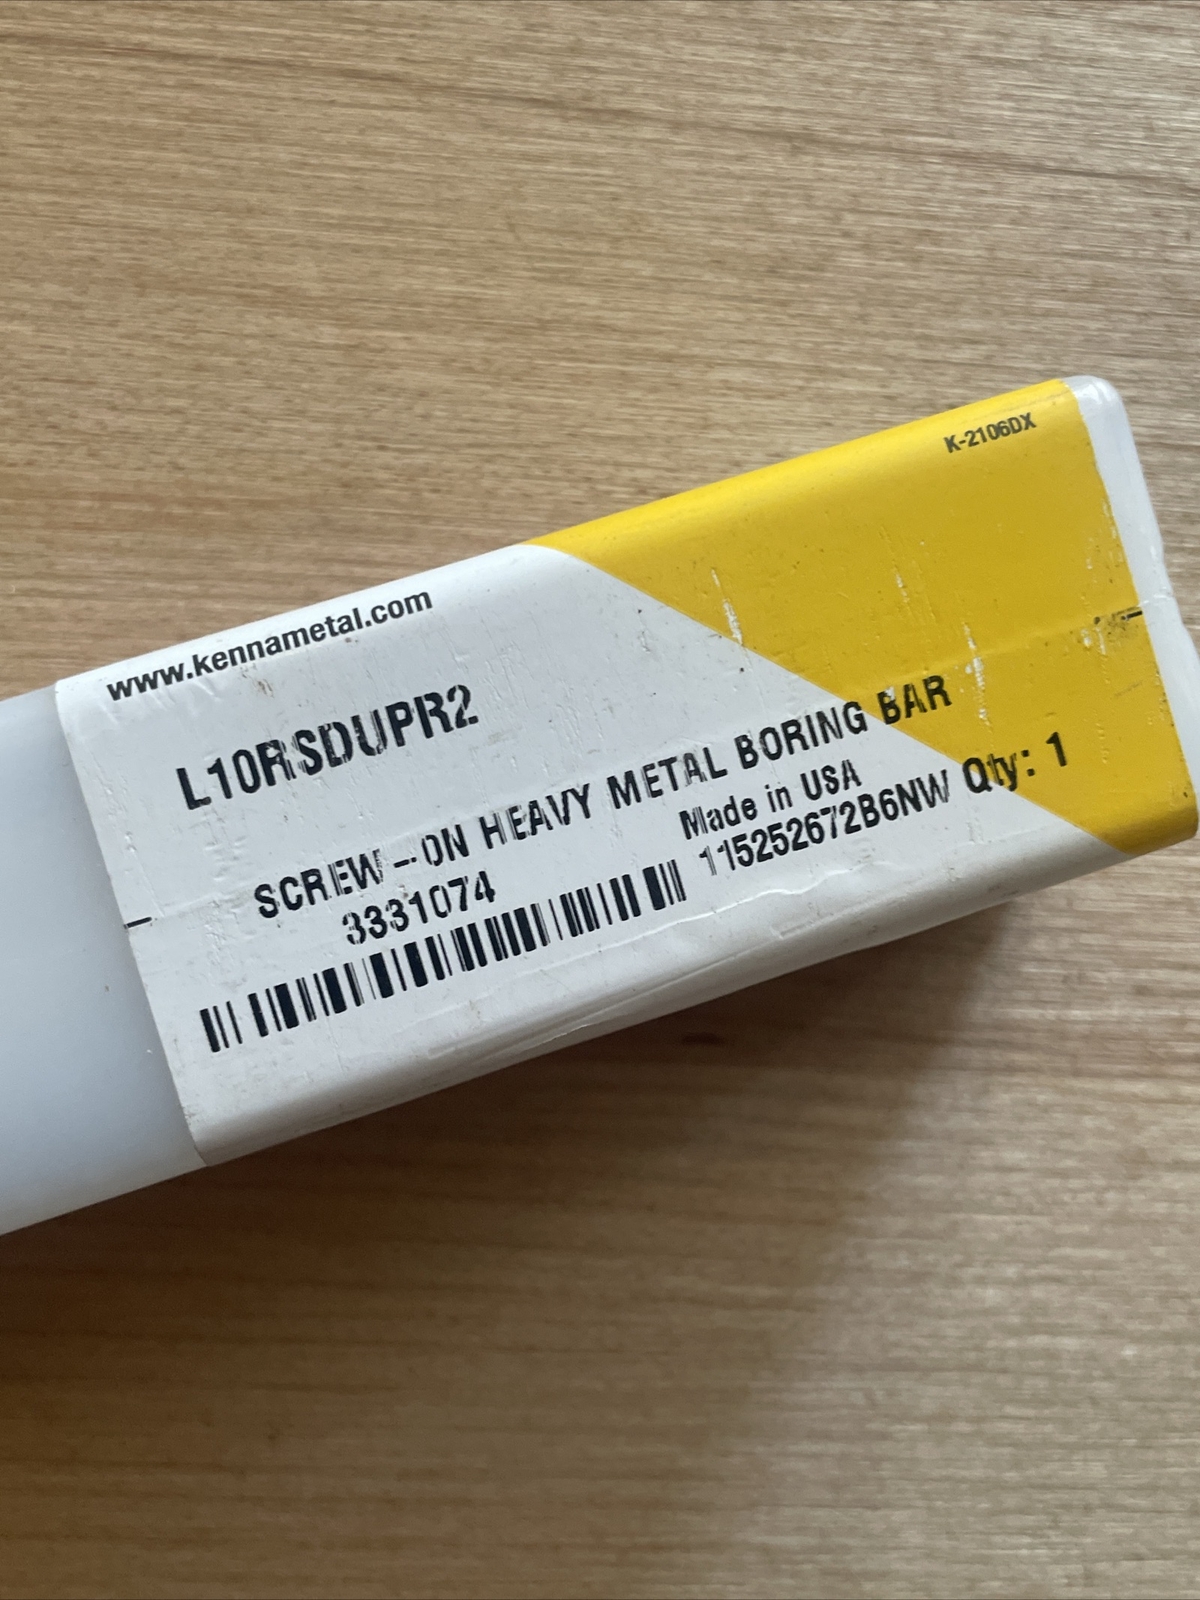 K-2106DX
www.kennametal.com
L10RSDUPR2
SCREW-ON HEAVY METAL BORING BAR
3331074
Made in USA
115252672B6NW Qty: 1